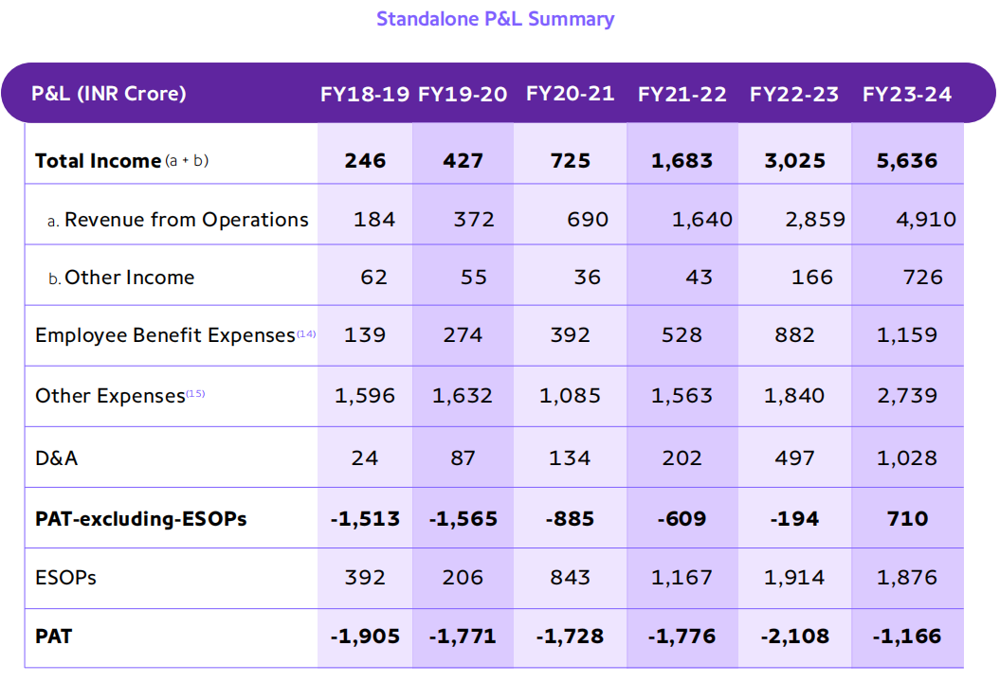 Standalone P&L Summary
P&L (INR Crore) FY18-19 FY19-20 FY20-21 FY21-22 FY22-23 FY23-24
Total Income (a + b) 246 427 725 1,683 3,025 5,636
a. Revenue from Operations 184 372 690 1,640 2,859 4,910
b. Other Income 62 55 36 43 166 726
Employee Benefit Expenses(14) 139 274 392 528 882 1,159
Other Expenses(15) 1,596 1,632 1,085 1,563 1,840 2,739
D&A 24 87 134 202 497 1,028
PAT-excluding-ESOPs -1,513 -1,565 -885 -609 -194 710
ESOPs 392 206 843 1,167 1,914 1,876
PAT -1,905 -1,771 -1,728 -1,776 -2,108 -1,166